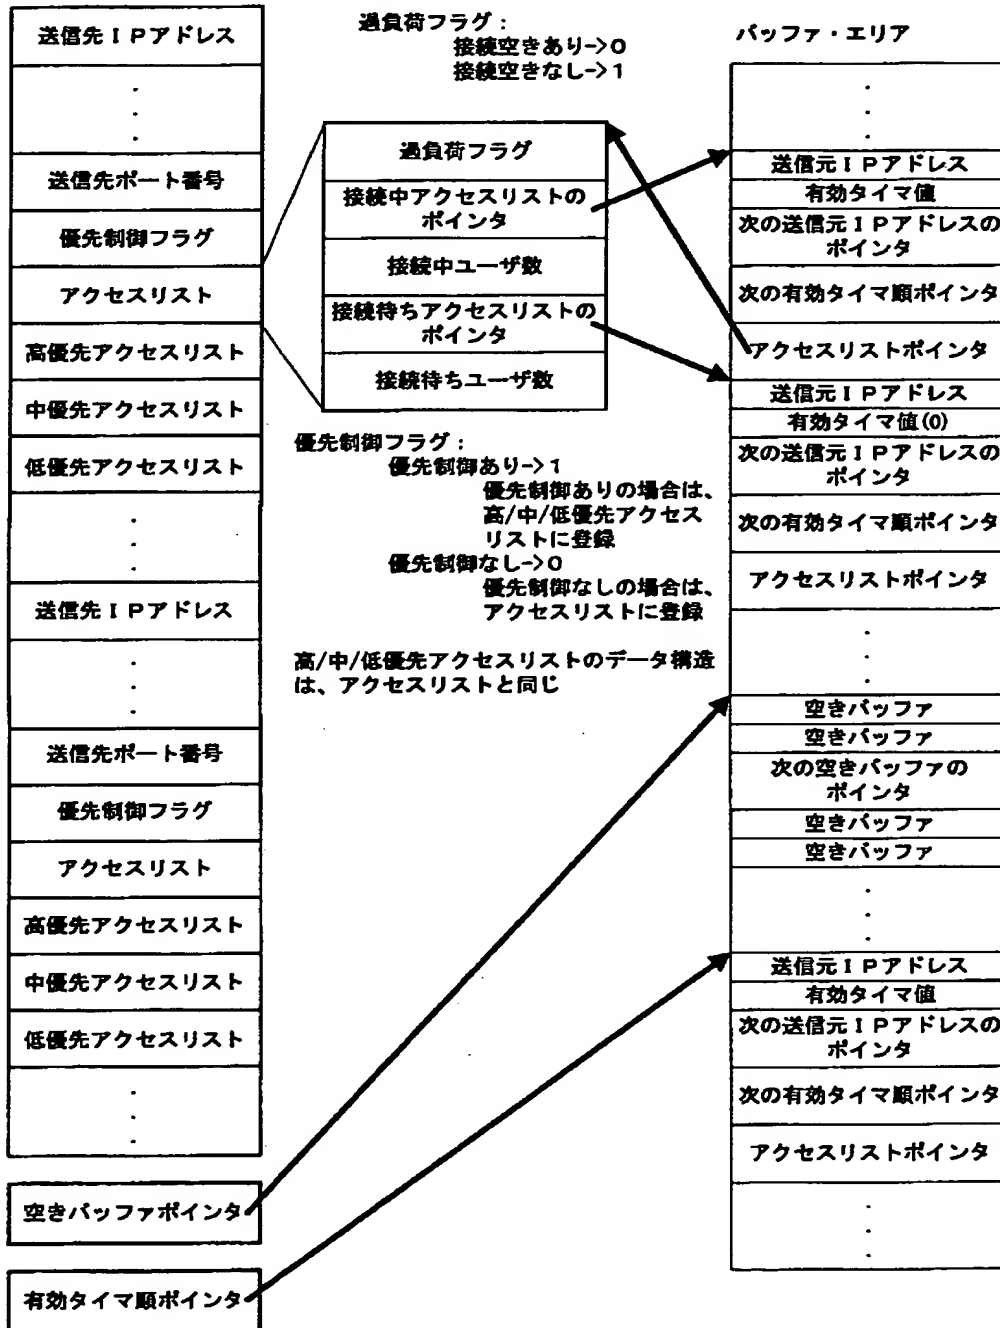 送信先IPアドレス
・
・
・
送信先ポート番号
優先制御フラグ
アクセスリスト
高優先アクセスリスト
中優先アクセスリスト
低優先アクセスリスト
・
・
・
送信先IPアドレス
・
・
・
送信先ポート番号
優先制御フラグ
アクセスリスト
高優先アクセスリスト
中優先アクセスリスト
低優先アクセスリスト
・
・
・
空きバッファポインタ
有効タイマ順ポインタ
過負荷フラグ：
接続空きあり->0
接続空きなし->1
過負荷フラグ
接続中アクセスリストの
ポインタ
接続中ユーザ数
接続待ちアクセスリストの
ポインタ
接続待ちユーザ数
優先制御フラグ：
優先制御あり->1
優先制御ありの場合は、
高/中/低優先アクセス
リストに登録
優先制御なし->0
優先制御なしの場合は、
アクセスリストに登録
高/中/低優先アクセスリストのデータ構造
は、アクセスリストと同じ
バッファ・エリア
・
・
・
送信元IPアドレス
有効タイマ値
次の送信元IPアドレスの
ポインタ
次の有効タイマ順ポインタ
アクセスリストポインタ
送信元IPアドレス
有効タイマ値(0)
次の送信元IPアドレスの
ポインタ
次の有効タイマ順ポインタ
アクセスリストポインタ
・
・
・
空きバッファ
空きバッファ
次の空きバッファの
ポインタ
空きバッファ
空きバッファ
・
・
・
送信元IPアドレス
有効タイマ値
次の送信元IPアドレスの
ポインタ
次の有効タイマ順ポインタ
アクセスリストポインタ
・
・
・